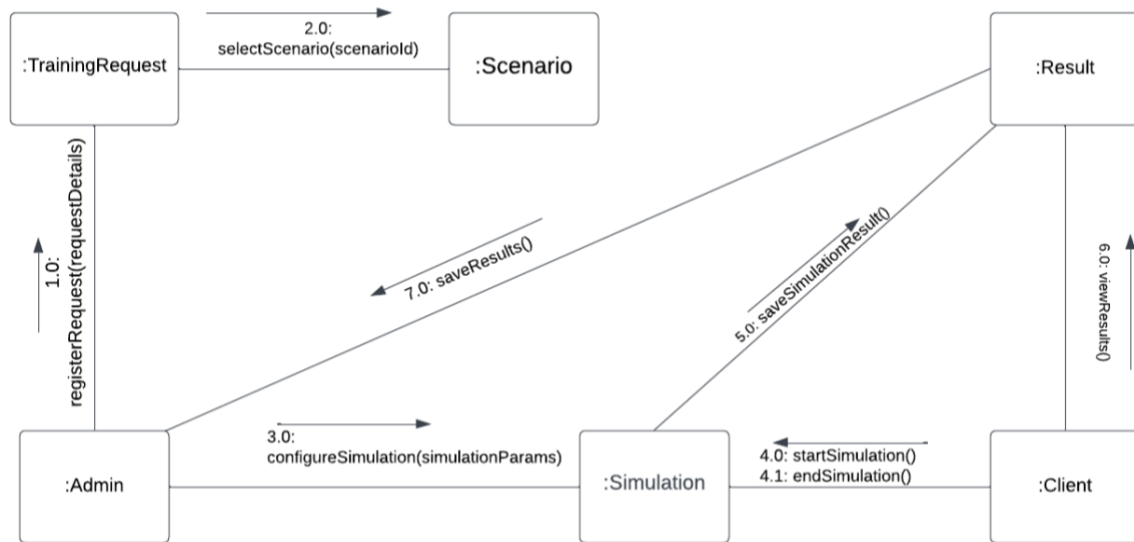 2.0:
selectScenario(scenarioId)
:TrainingRequest
:Scenario
:Result
1.0:
registerRequest(requestDetails)
7.0: saveResults()
5.0: saveSimulationResult()
6.0: viewResults()
3.0:
configureSimulation(simulationParams)
4.0: startSimulation()
4.1: endSimulation()
:Admin
:Simulation
:Client